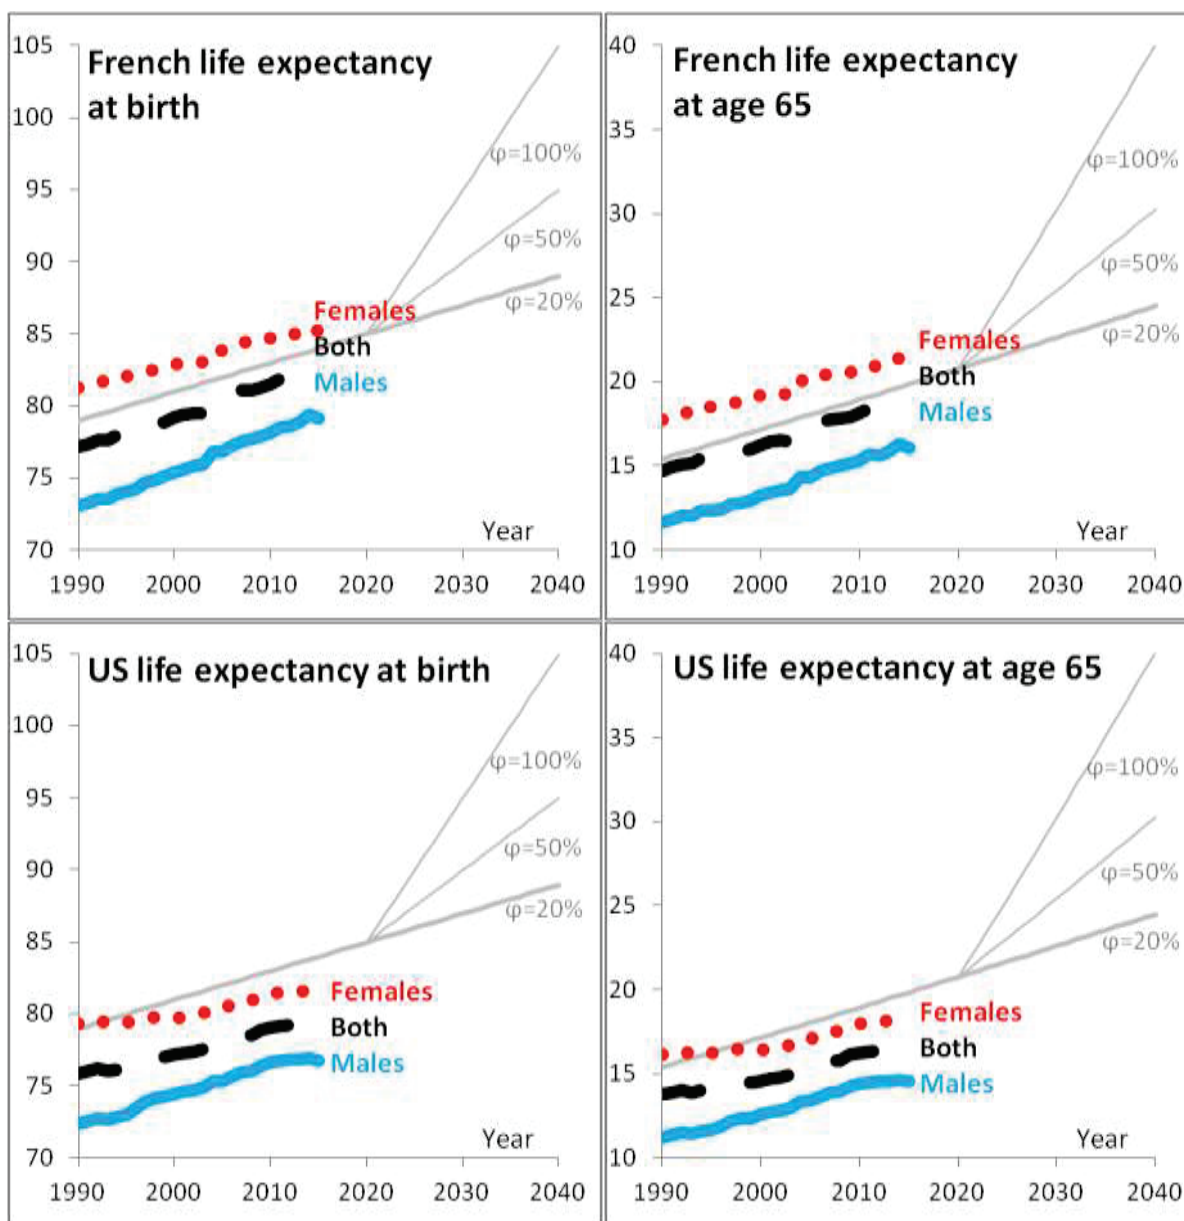 French life expectancy
at birth
105
100
95
90
85
80
75
70
φ=100%
φ=50%
φ=20%
Females
Both
Males
Year
1990 2000 2010 2020 2030 2040
French life expectancy
at age 65
40
35
30
25
20
15
10
φ=100%
φ=50%
φ=20%
Females
Both
Males
Year
1990 2000 2010 2020 2030 2040
US life expectancy at birth
105
100
95
90
85
80
75
70
φ=100%
φ=50%
φ=20%
Females
Both
Males
Year
1990 2000 2010 2020 2030 2040
US life expectancy at age 65
40
35
30
25
20
15
10
φ=100%
φ=50%
φ=20%
Females
Both
Males
Year
1990 2000 2010 2020 2030 2040